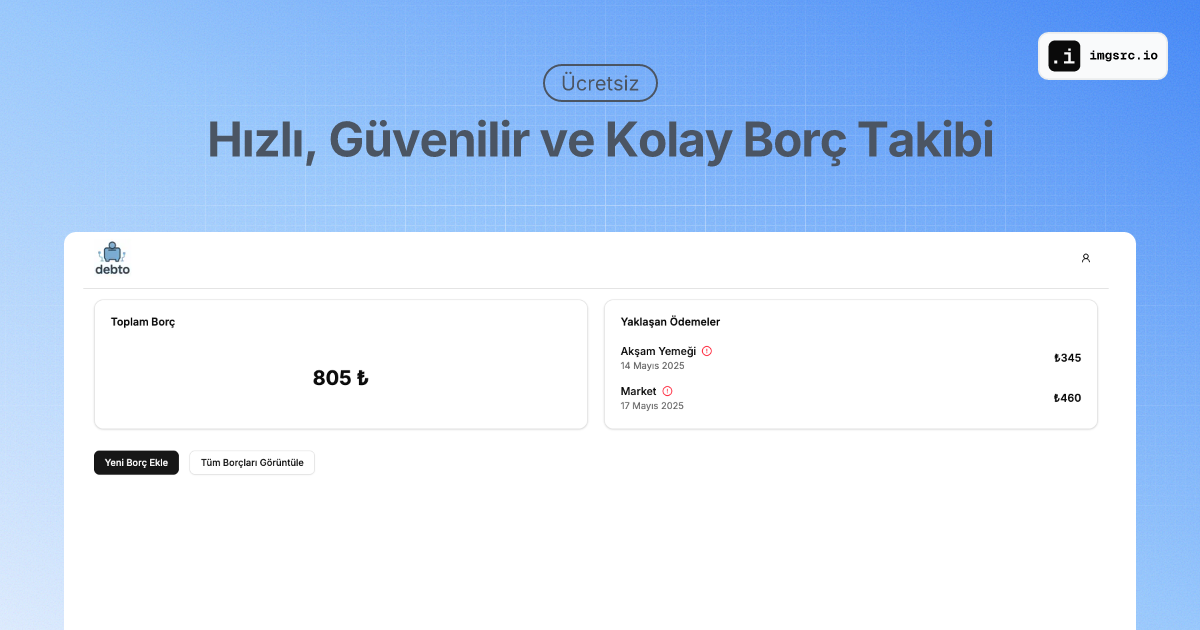 .i imgsrc.io
Ücretsiz
Hızlı, Güvenilir ve Kolay Borç Takibi
debto
Toplam Borç
805 ₺
Yaklaşan Ödemeler
Akşam Yemeği
14 Mayıs 2025
₺345
Market
17 Mayıs 2025
₺460
Yeni Borç Ekle
Tüm Borçları Görüntüle